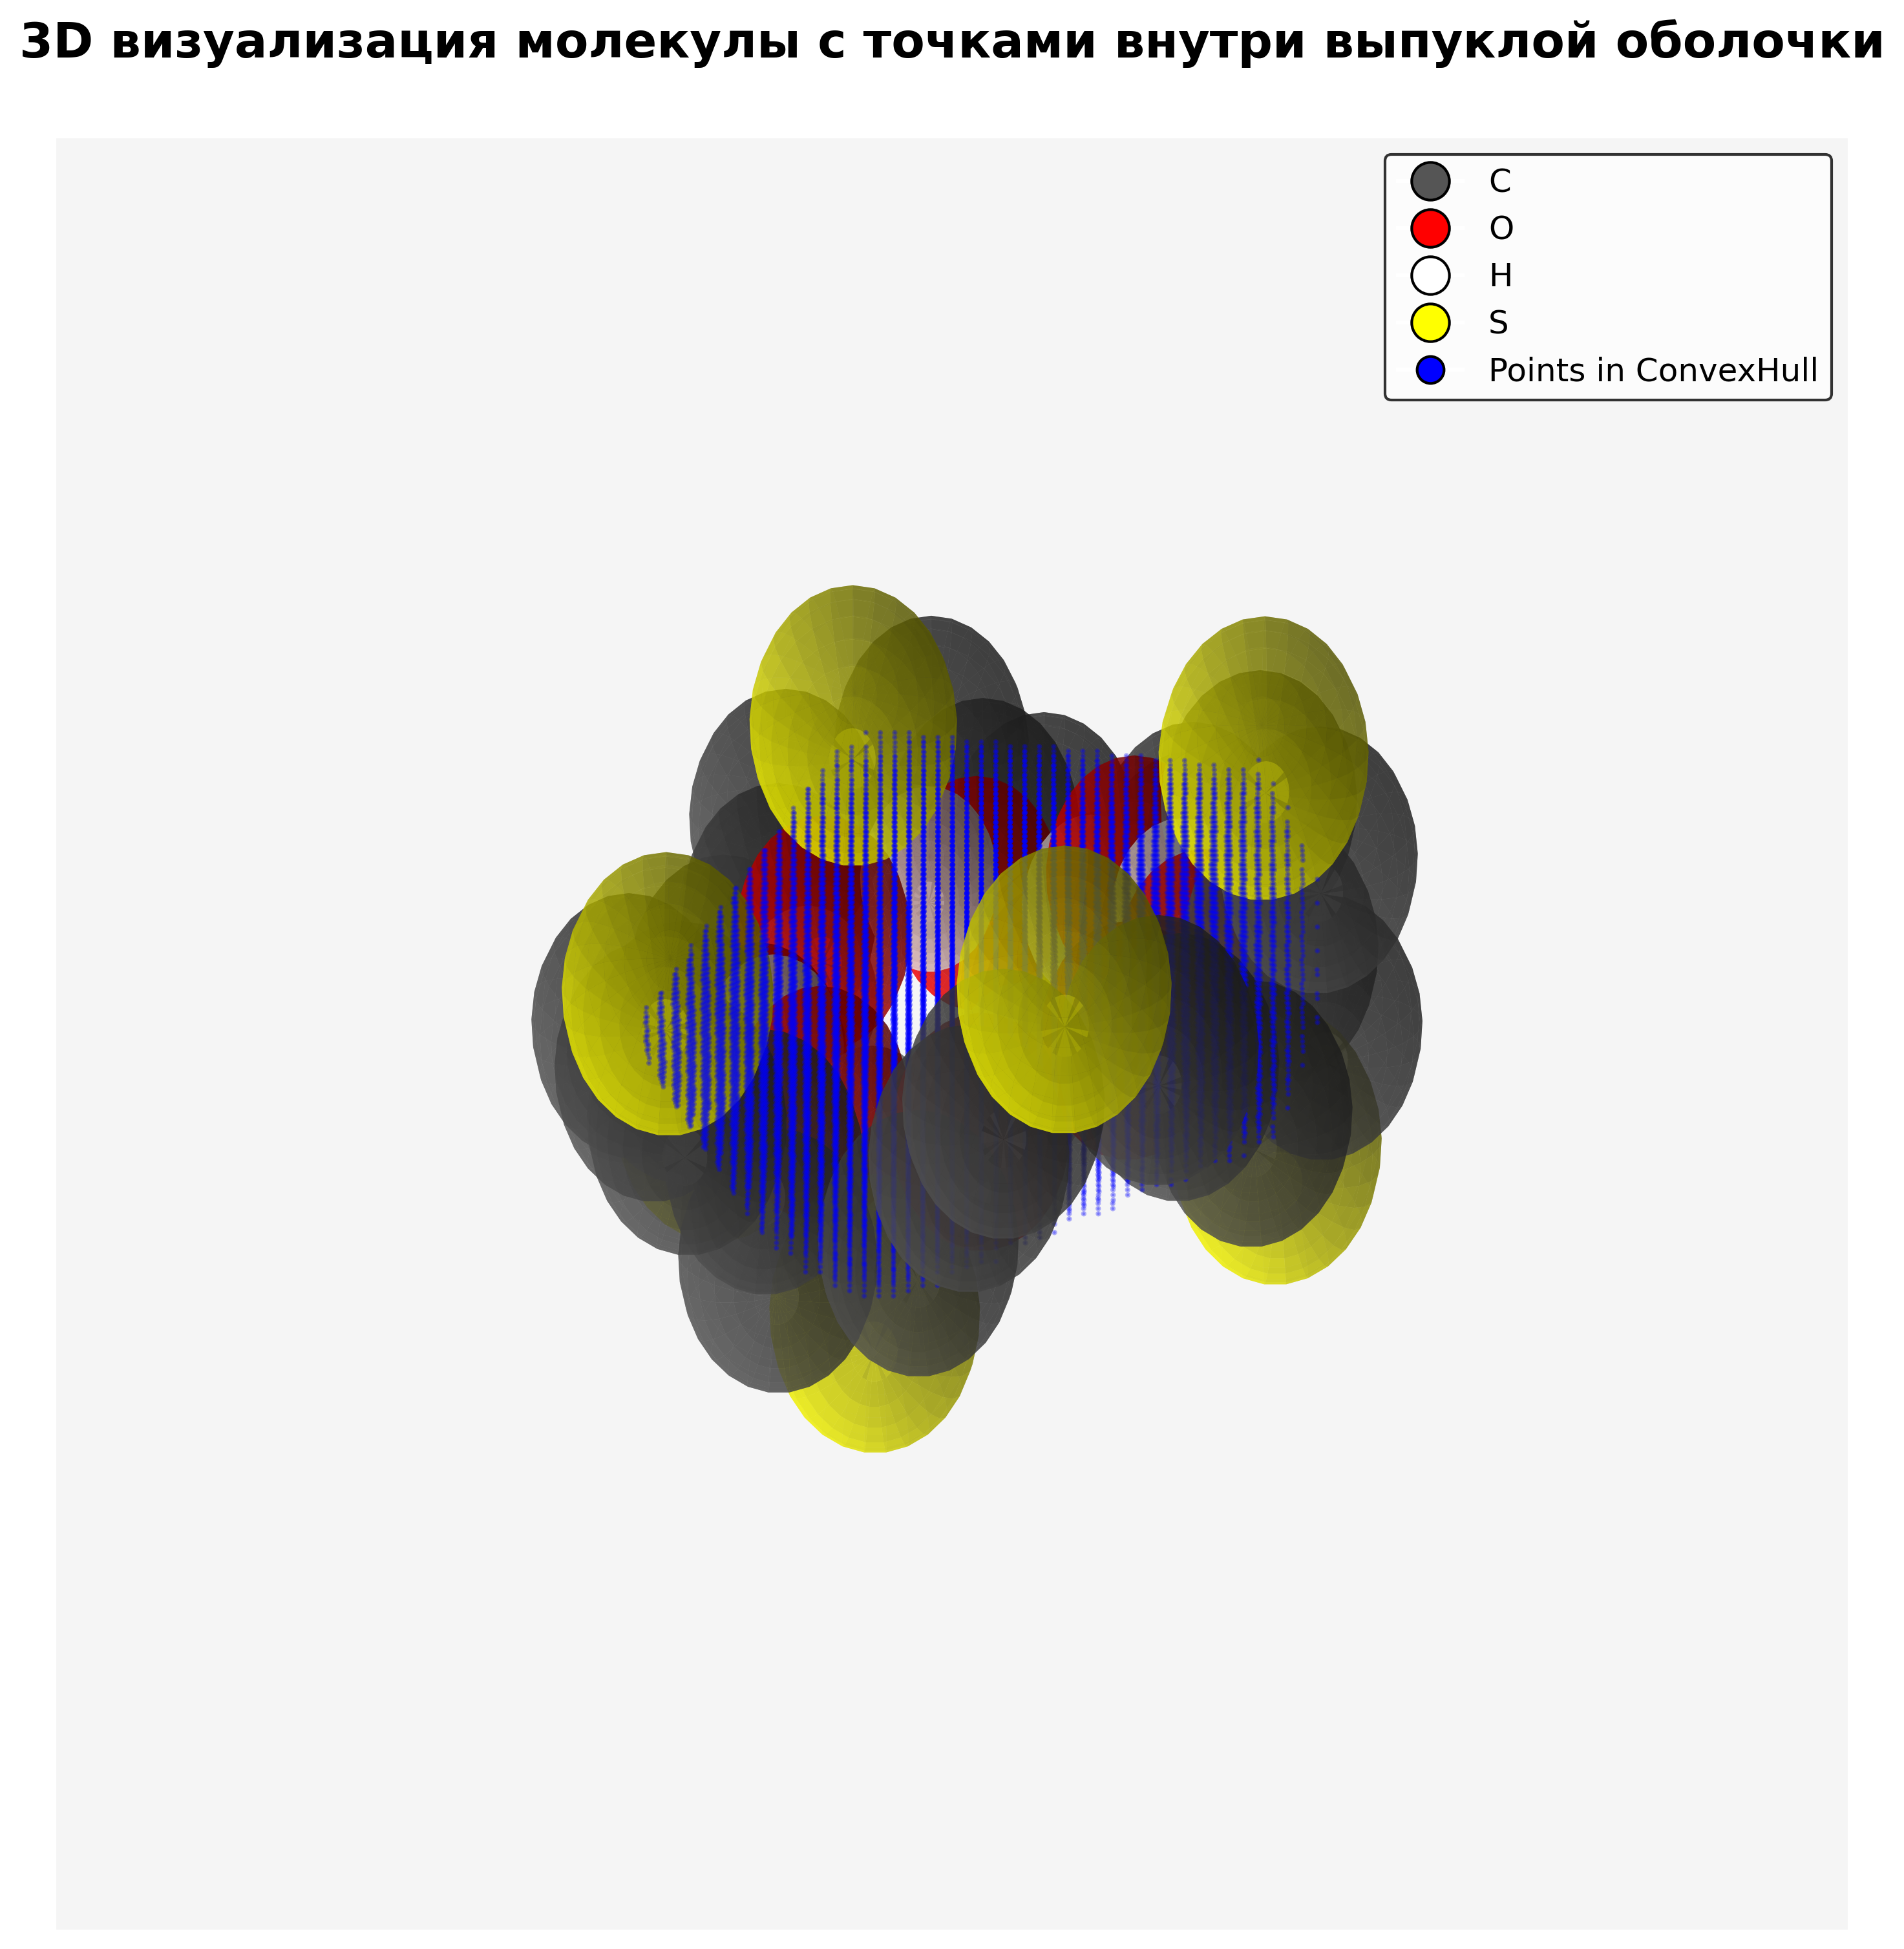 3D визуализация молекулы с точками внутри выпуклой оболочки
C
O
H
S
Points in ConvexHull